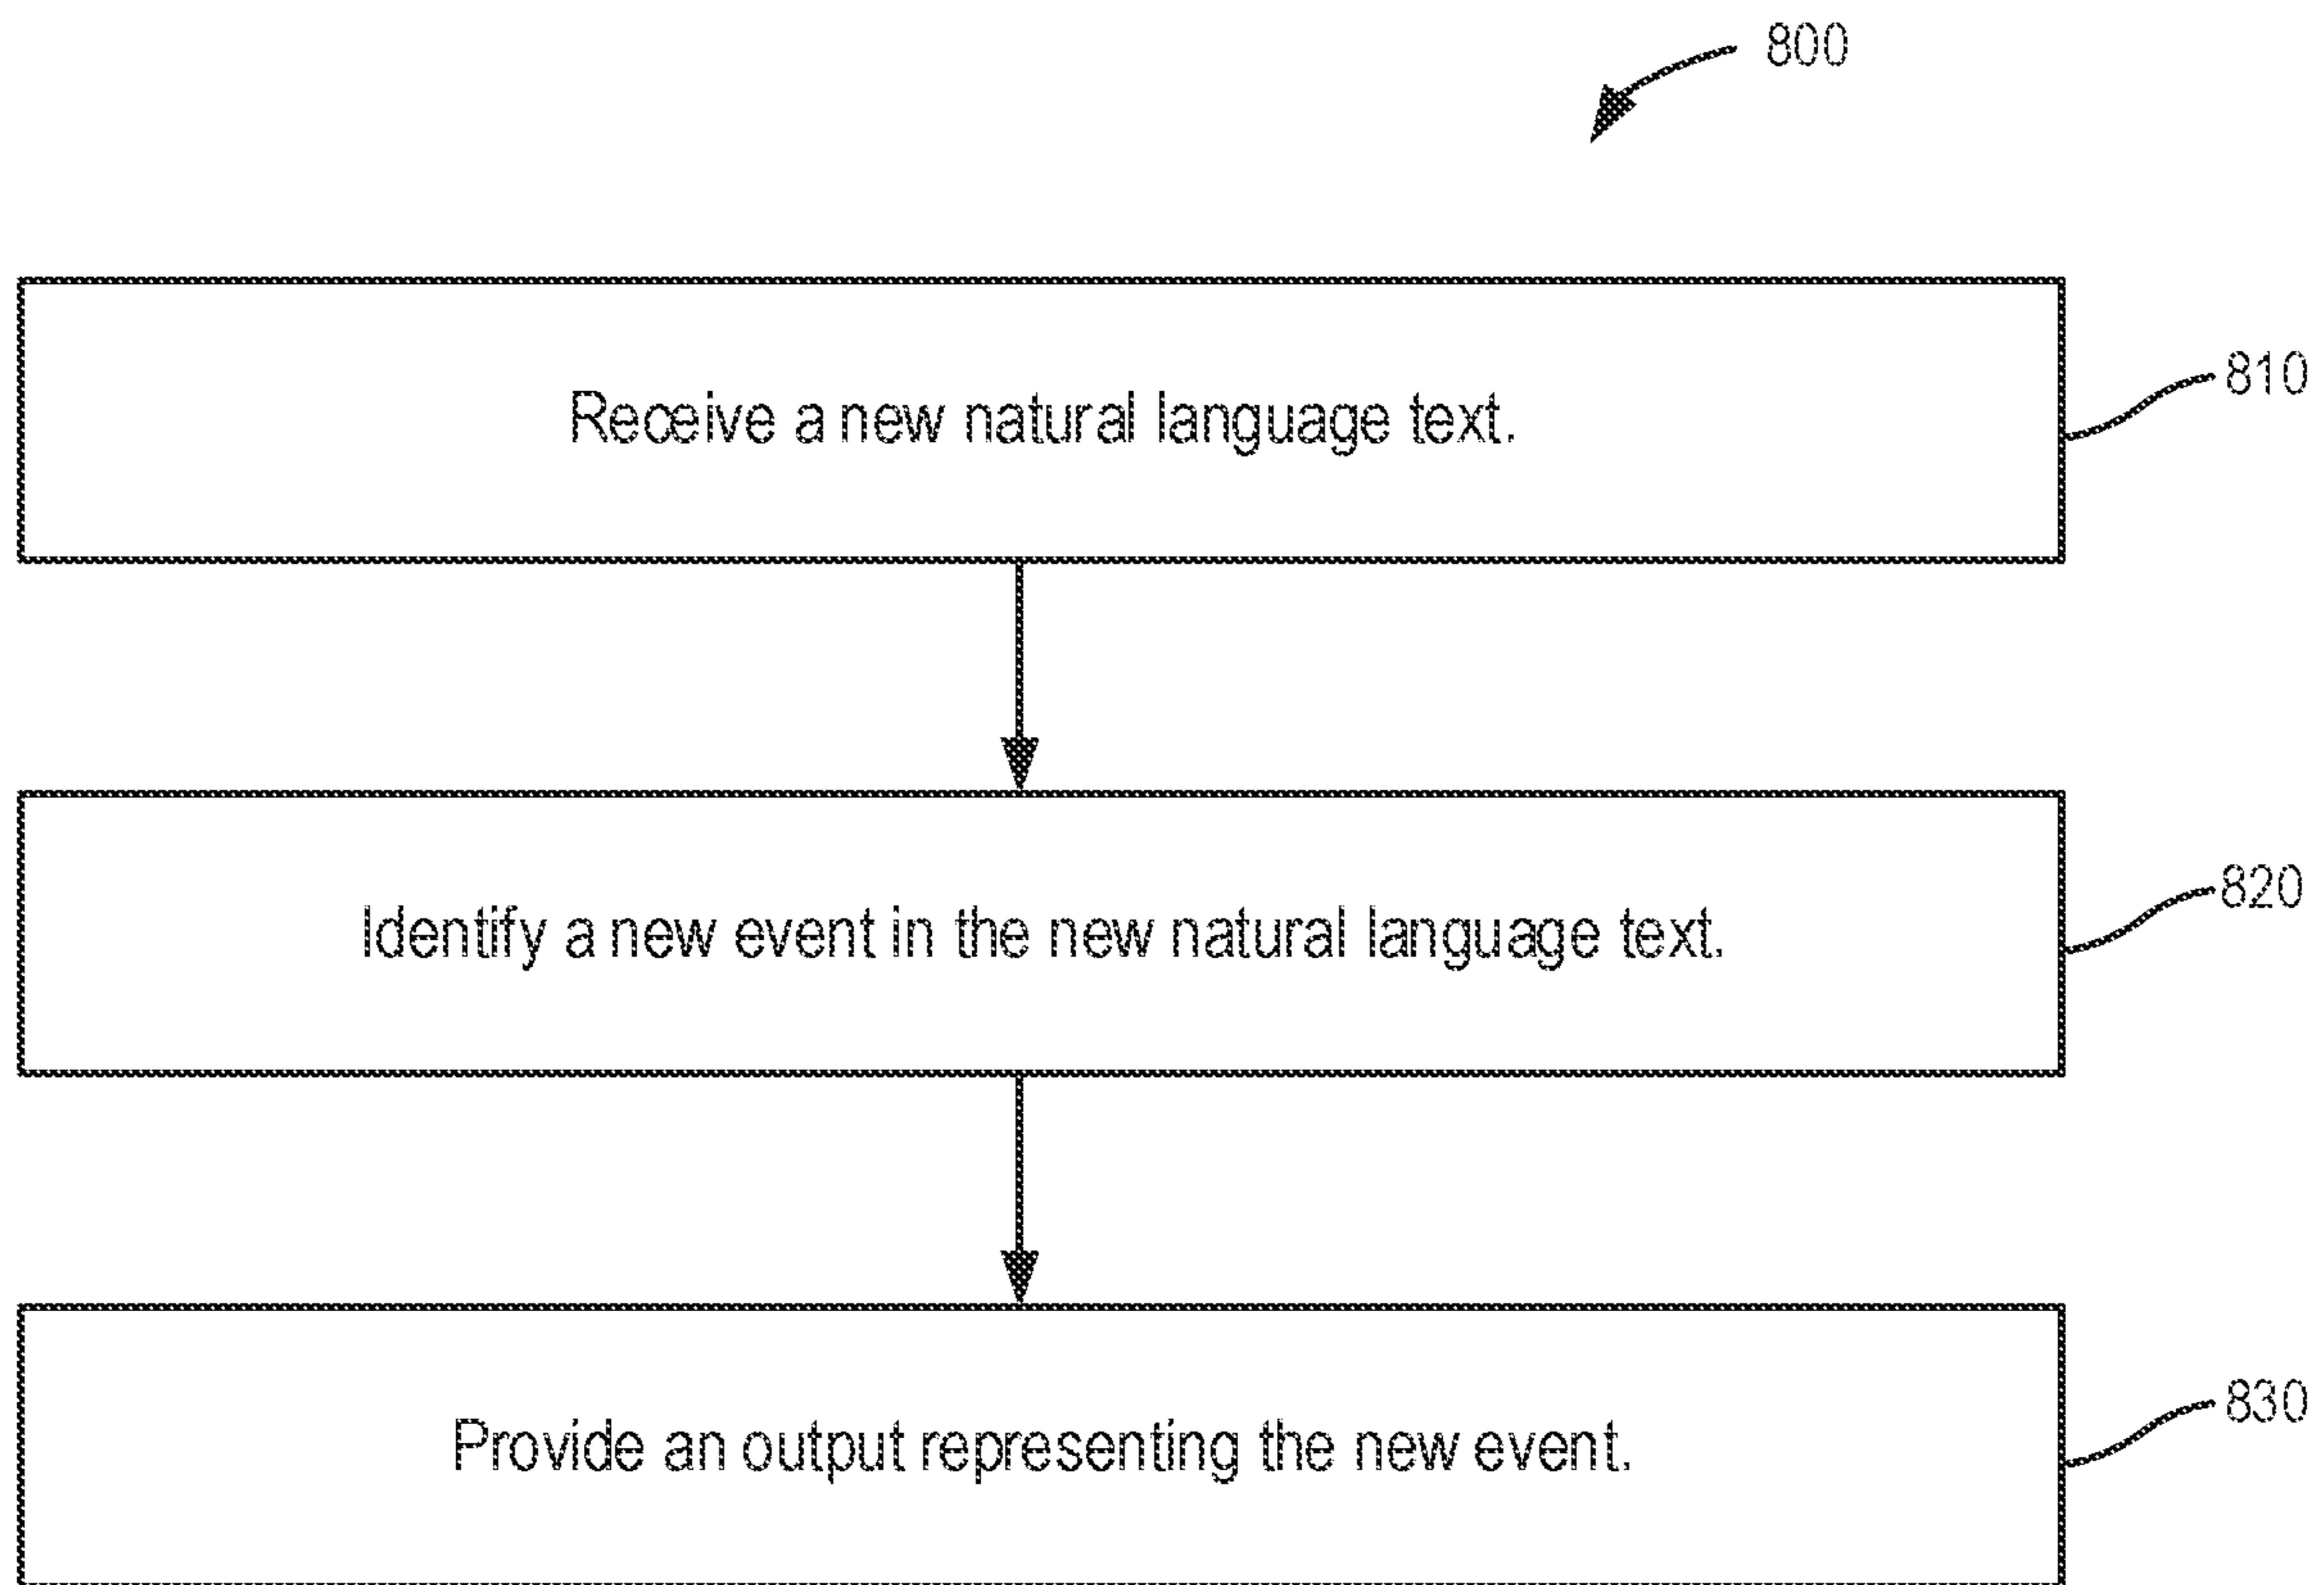 800
Receive a new natural language text.
810
Identify a new event in the new natural language text.
820
Provide an output representing the new event.
830